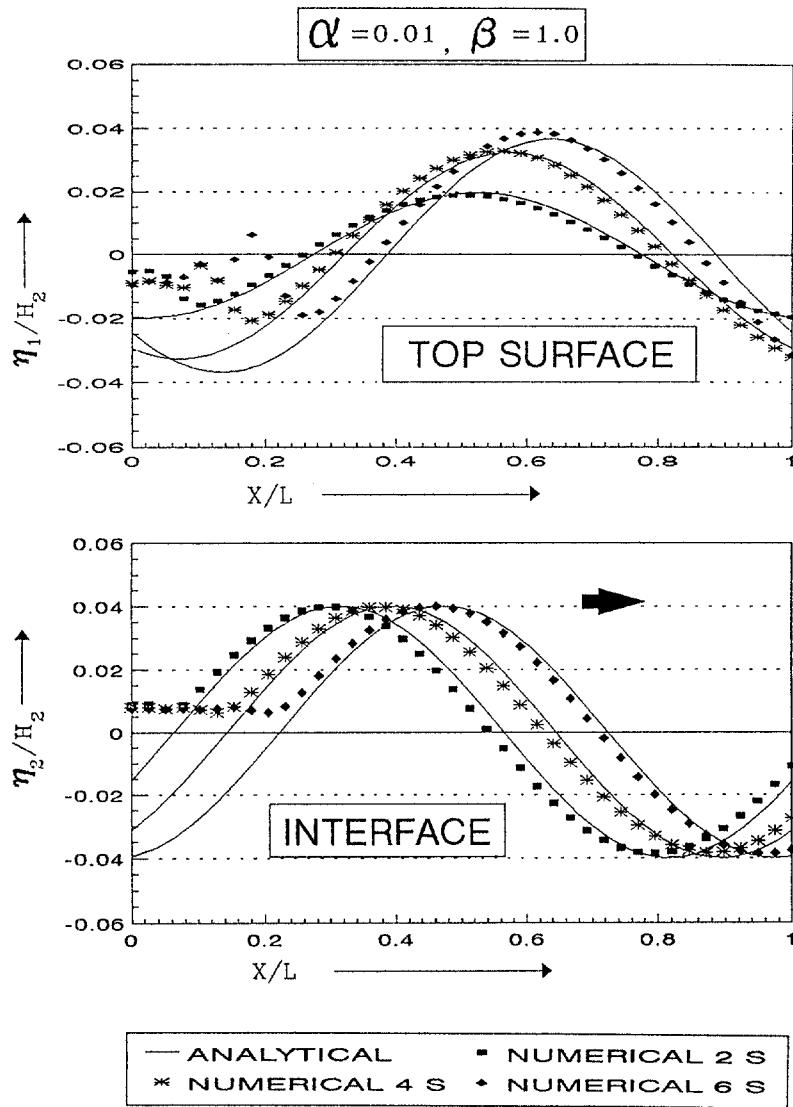 α =0.01, β =1.0
0.06
0.04
0.02
0
-0.02
-0.04
-0.06
η1/H2
TOP SURFACE
0 0.2 0.4 0.6 0.8 1
X/L
0.06
0.04
0.02
0
-0.02
-0.04
-0.06
η2/H2
INTERFACE
0 0.2 0.4 0.6 0.8 1
X/L
ANALYTICAL NUMERICAL 2 S
NUMERICAL 4 S NUMERICAL 6 S